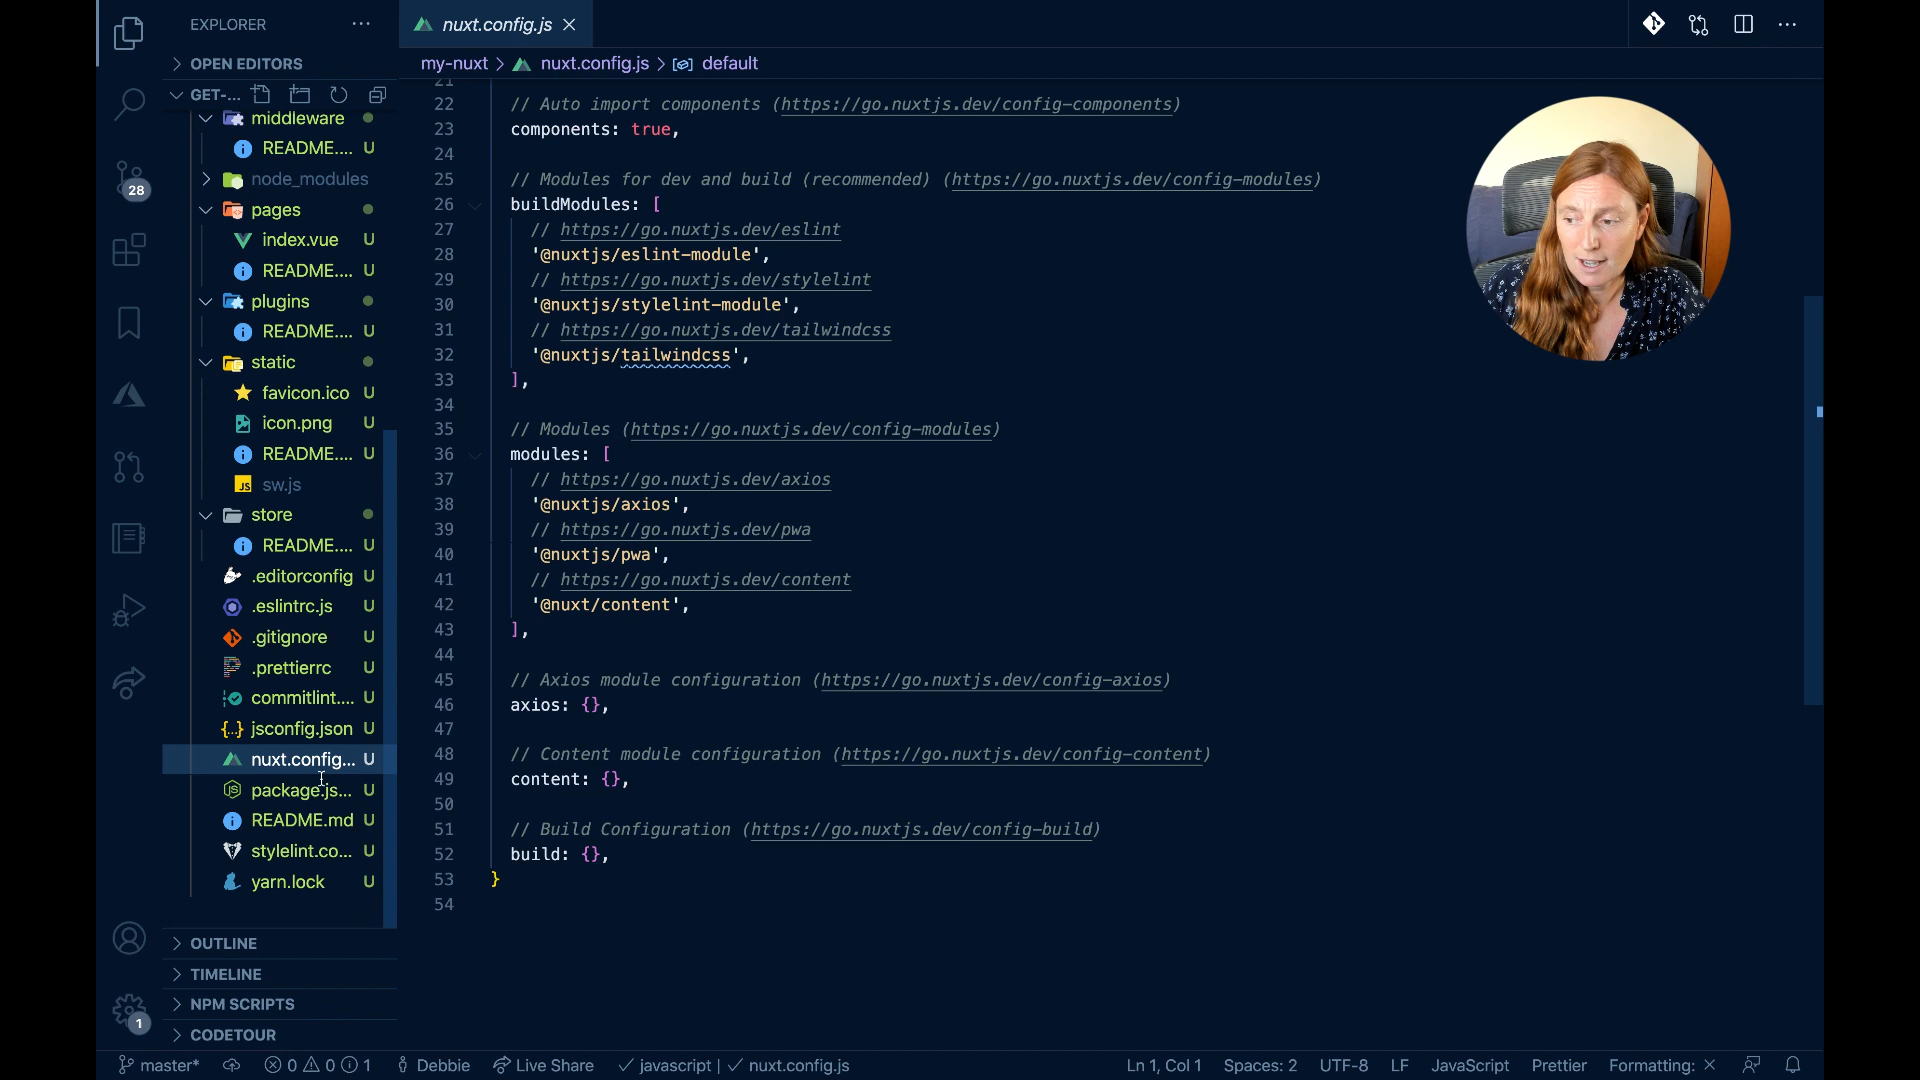 EXPLORER
nuxt.config.js
OPEN EDITORS
my-nuxt > nuxt.config.js > default
GET-...
middleware
README.... U
node_modules
pages
index.vue U
README.... U
plugins
README.... U
static
favicon.ico U
icon.png U
README.... U
sw.js
store
README.... U
.editorconfig U
.eslintrc.js U
.gitignore U
.prettierrc U
commitlint.... U
jsconfig.json U
nuxt.config... U
package.js... U
README.md U
stylelint.co... U
yarn.lock U
OUTLINE
TIMELINE
NPM SCRIPTS
CODETOUR
28
1
21
22 // Auto import components (https://go.nuxtjs.dev/config-components)
23 components: true,
24
25 // Modules for dev and build (recommended) (https://go.nuxtjs.dev/config-modules)
26 buildModules: [
27 // https://go.nuxtjs.dev/eslint
28 '@nuxtjs/eslint-module',
29 // https://go.nuxtjs.dev/stylelint
30 '@nuxtjs/stylelint-module',
31 // https://go.nuxtjs.dev/tailwindcss
32 '@nuxtjs/tailwindcss',
33 ],
34
35 // Modules (https://go.nuxtjs.dev/config-modules)
36 modules: [
37 // https://go.nuxtjs.dev/axios
38 '@nuxtjs/axios',
39 // https://go.nuxtjs.dev/pwa
40 '@nuxtjs/pwa',
41 // https://go.nuxtjs.dev/content
42 '@nuxt/content',
43 ],
44
45 // Axios module configuration (https://go.nuxtjs.dev/config-axios)
46 axios: {},
47
48 // Content module configuration (https://go.nuxtjs.dev/config-content)
49 content: {},
50
51 // Build Configuration (https://go.nuxtjs.dev/config-build)
52 build: {},
53 }
54
master* 0 0 1 Debbie Live Share javascript | nuxt.config.js Ln 1, Col 1 Spaces: 2 UTF-8 LF JavaScript Prettier Formatting: ×